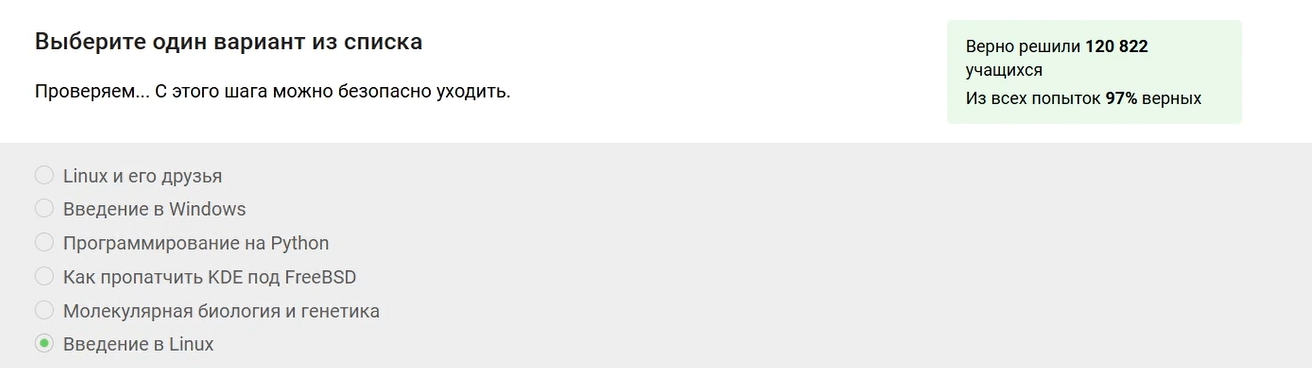 Выберите один вариант из списка
Проверяем... С этого шага можно безопасно уходить.
Верно решили 120 822
учащихся
Из всех попыток 97% верных
Linux и его друзья
Введение в Windows
Программирование на Python
Как пропатчить KDE под FreeBSD
Молекулярная биология и генетика
Введение в Linux